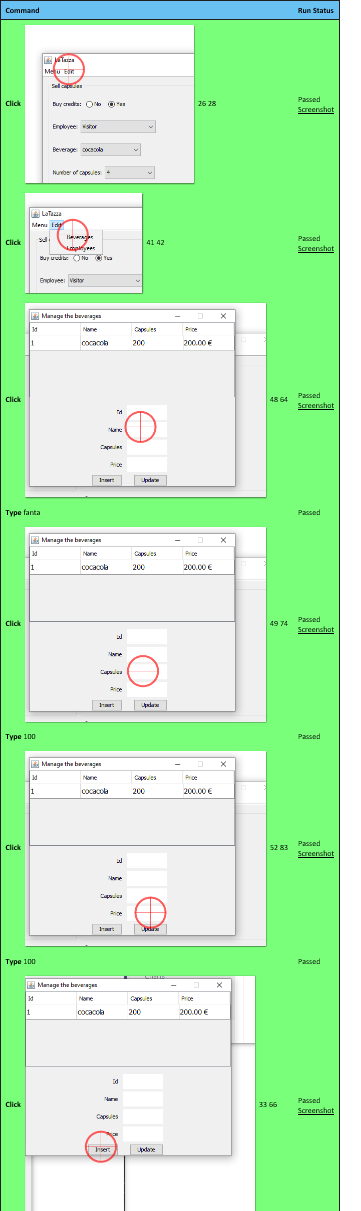 Command Run Status
LaTazza
Menu Edit
Sell capsules
Buy credits: No Yes
Click 26 28 Passed
Screenshot
Employee: Visitor
Beverage: cocacola
Number of capsules: 4
LaTazza
Menu Edit
Beverages
Click 41 42 Passed
Screenshot
Employees
Buy credits: No Yes
Employee: Visitor
Manage the beverages
Id Name Capsules Price
1 cocacola 200 200.00 €
Click 48 64 Passed
Screenshot
Id
Name
Capsules
Price
Insert Update
Type fanta Passed
Manage the beverages
Id Name Capsules Price
1 cocacola 200 200.00 €
Click 49 74 Passed
Screenshot
Id
Name
Capsules
Price
Insert Update
Type 100 Passed
Manage the beverages
Id Name Capsules Price
1 cocacola 200 200.00 €
Click 52 83 Passed
Screenshot
Id
Name
Capsules
Price
Insert Update
Type 100 Passed
Manage the beverages
Id Name Capsules Price
1 cocacola 200 200.00 €
Id
Name
Click 33 66 Passed
Screenshot
Capsules
Price
Insert Update